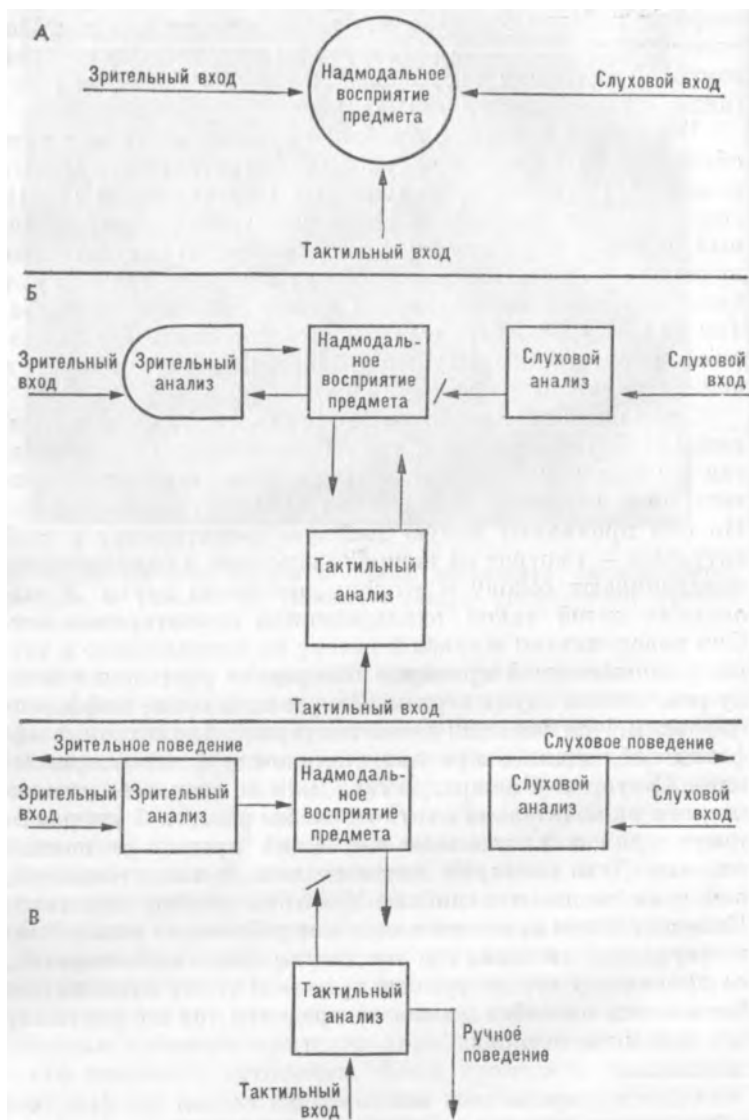 А
Зрительный вход
Надмодальное
восприятие
предмета
Слуховой вход
Тактильный вход
Б
Зрительный
вход
Зрительный
анализ
Надмодаль-
ное
восприятие
предмета
Слуховой
анализ
Слуховой
вход
Тактильный
анализ
Тактильный вход
Зрительное поведение
Слуховое поведение
Зрительный
вход
Зрительный
анализ
Надмодаль-
ное
восприятие
предмета
Слуховой
анализ
Слуховой
вход
В
Тактильный
анализ
Ручное
поведение
Тактильный
вход